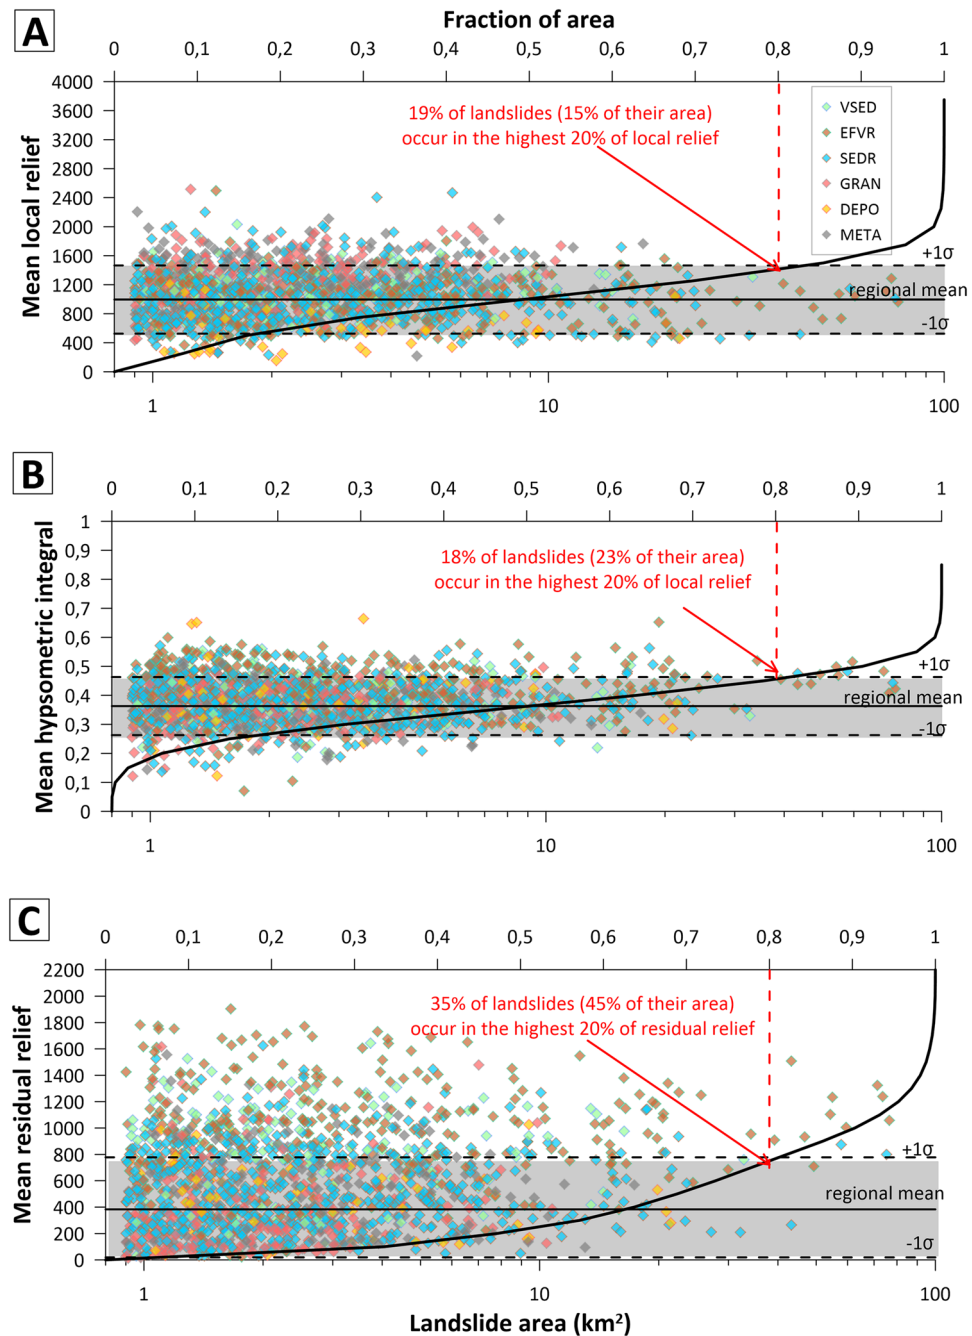 A
Fraction of area
0 0,1 0,2 0,3 0,4 0,5 0,6 0,7 0,8 0,9 1
Mean local relief
4000
3600
3200
2800
2400
2000
1600
1200
800
400
0
19% of landslides (15% of their area)
occur in the highest 20% of local relief
VSED
EFVR
SEDR
GRAN
DEPO
META
+1σ
regional mean
-1σ
1 10 100
B
0 0,1 0,2 0,3 0,4 0,5 0,6 0,7 0,8 0,9 1
Mean hypsometric integral
1
0,9
0,8
0,7
0,6
0,5
0,4
0,3
0,2
0,1
0
18% of landslides (23% of their area)
occur in the highest 20% of local relief
+1σ
regional mean
-1σ
1 10 100
C
0 0,1 0,2 0,3 0,4 0,5 0,6 0,7 0,8 0,9 1
Mean residual relief
2200
2000
1800
1600
1400
1200
1000
800
600
400
200
0
35% of landslides (45% of their area)
occur in the highest 20% of residual relief
+1σ
regional mean
-1σ
1 10 100
Landslide area (km²)